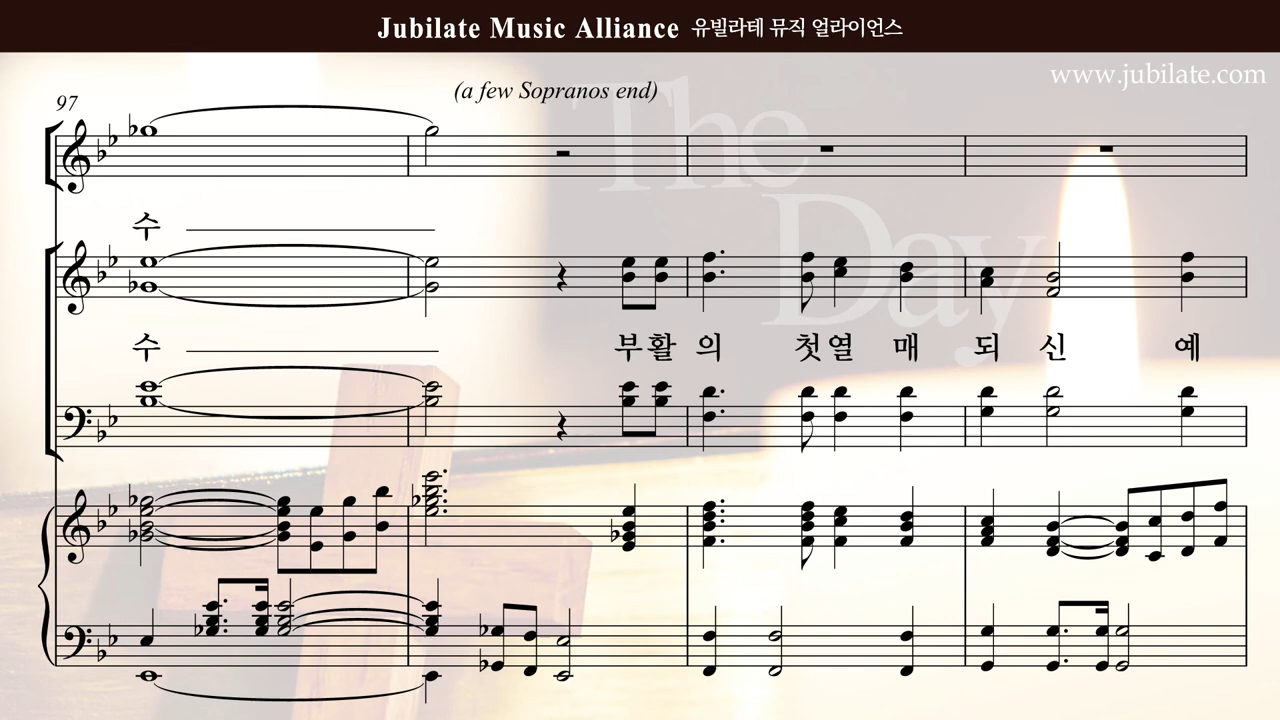 Jubilate Music Alliance 유빌라테 뮤직 얼라이언스
www.jubilate.com
The
Day
97
(a few Sopranos end)
수
수 부활 의 첫 열 매 되 신 예